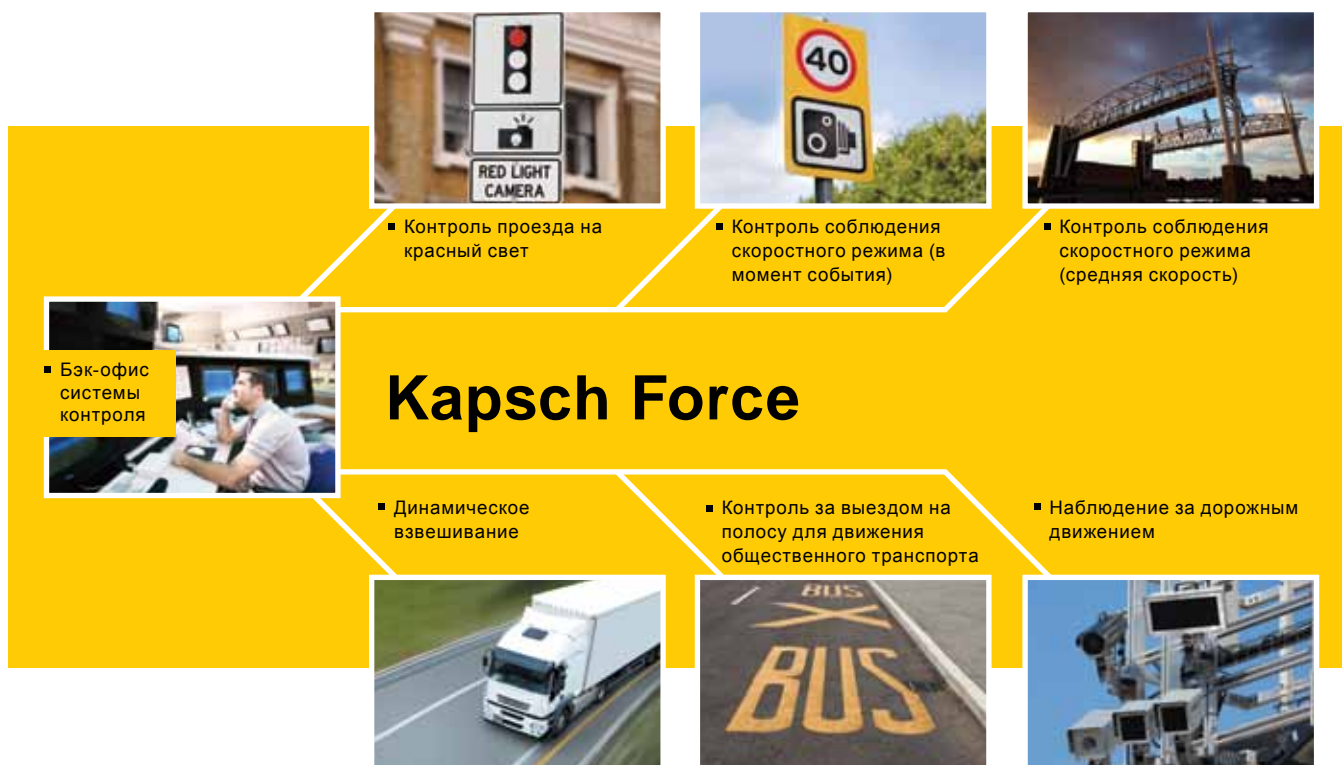 RED LIGHT
CAMERA
40
▪ Контроль проезда на
красный свет
▪ Контроль соблюдения
скоростного режима (в
момент события)
▪ Контроль соблюдения
скоростного режима
(средняя скорость)
▪ Бэк-офис
системы
контроля
Kapsch Force
▪ Динамическое
взвешивание
▪ Контроль за выездом на
полосу для движения
общественного транспорта
▪ Наблюдение за дорожным
движением
BUS
BUS